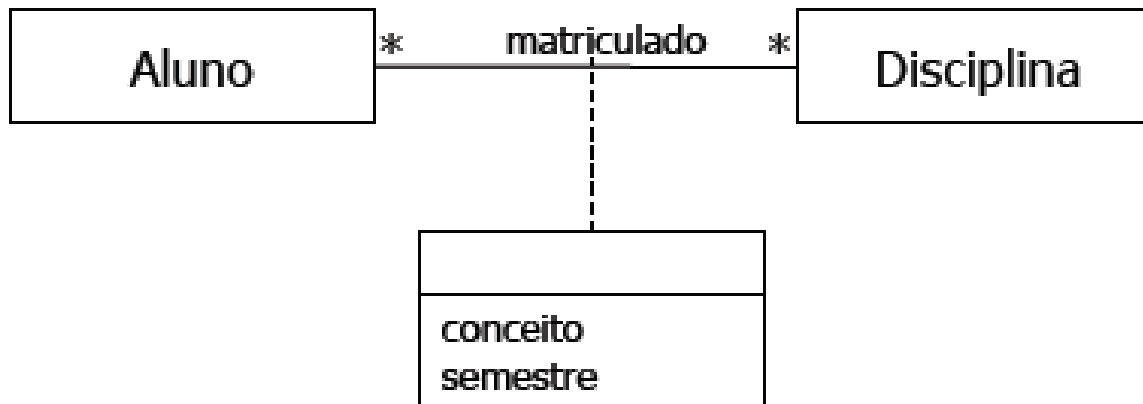 Aluno
* matriculado *
Disciplina
conceito
semestre